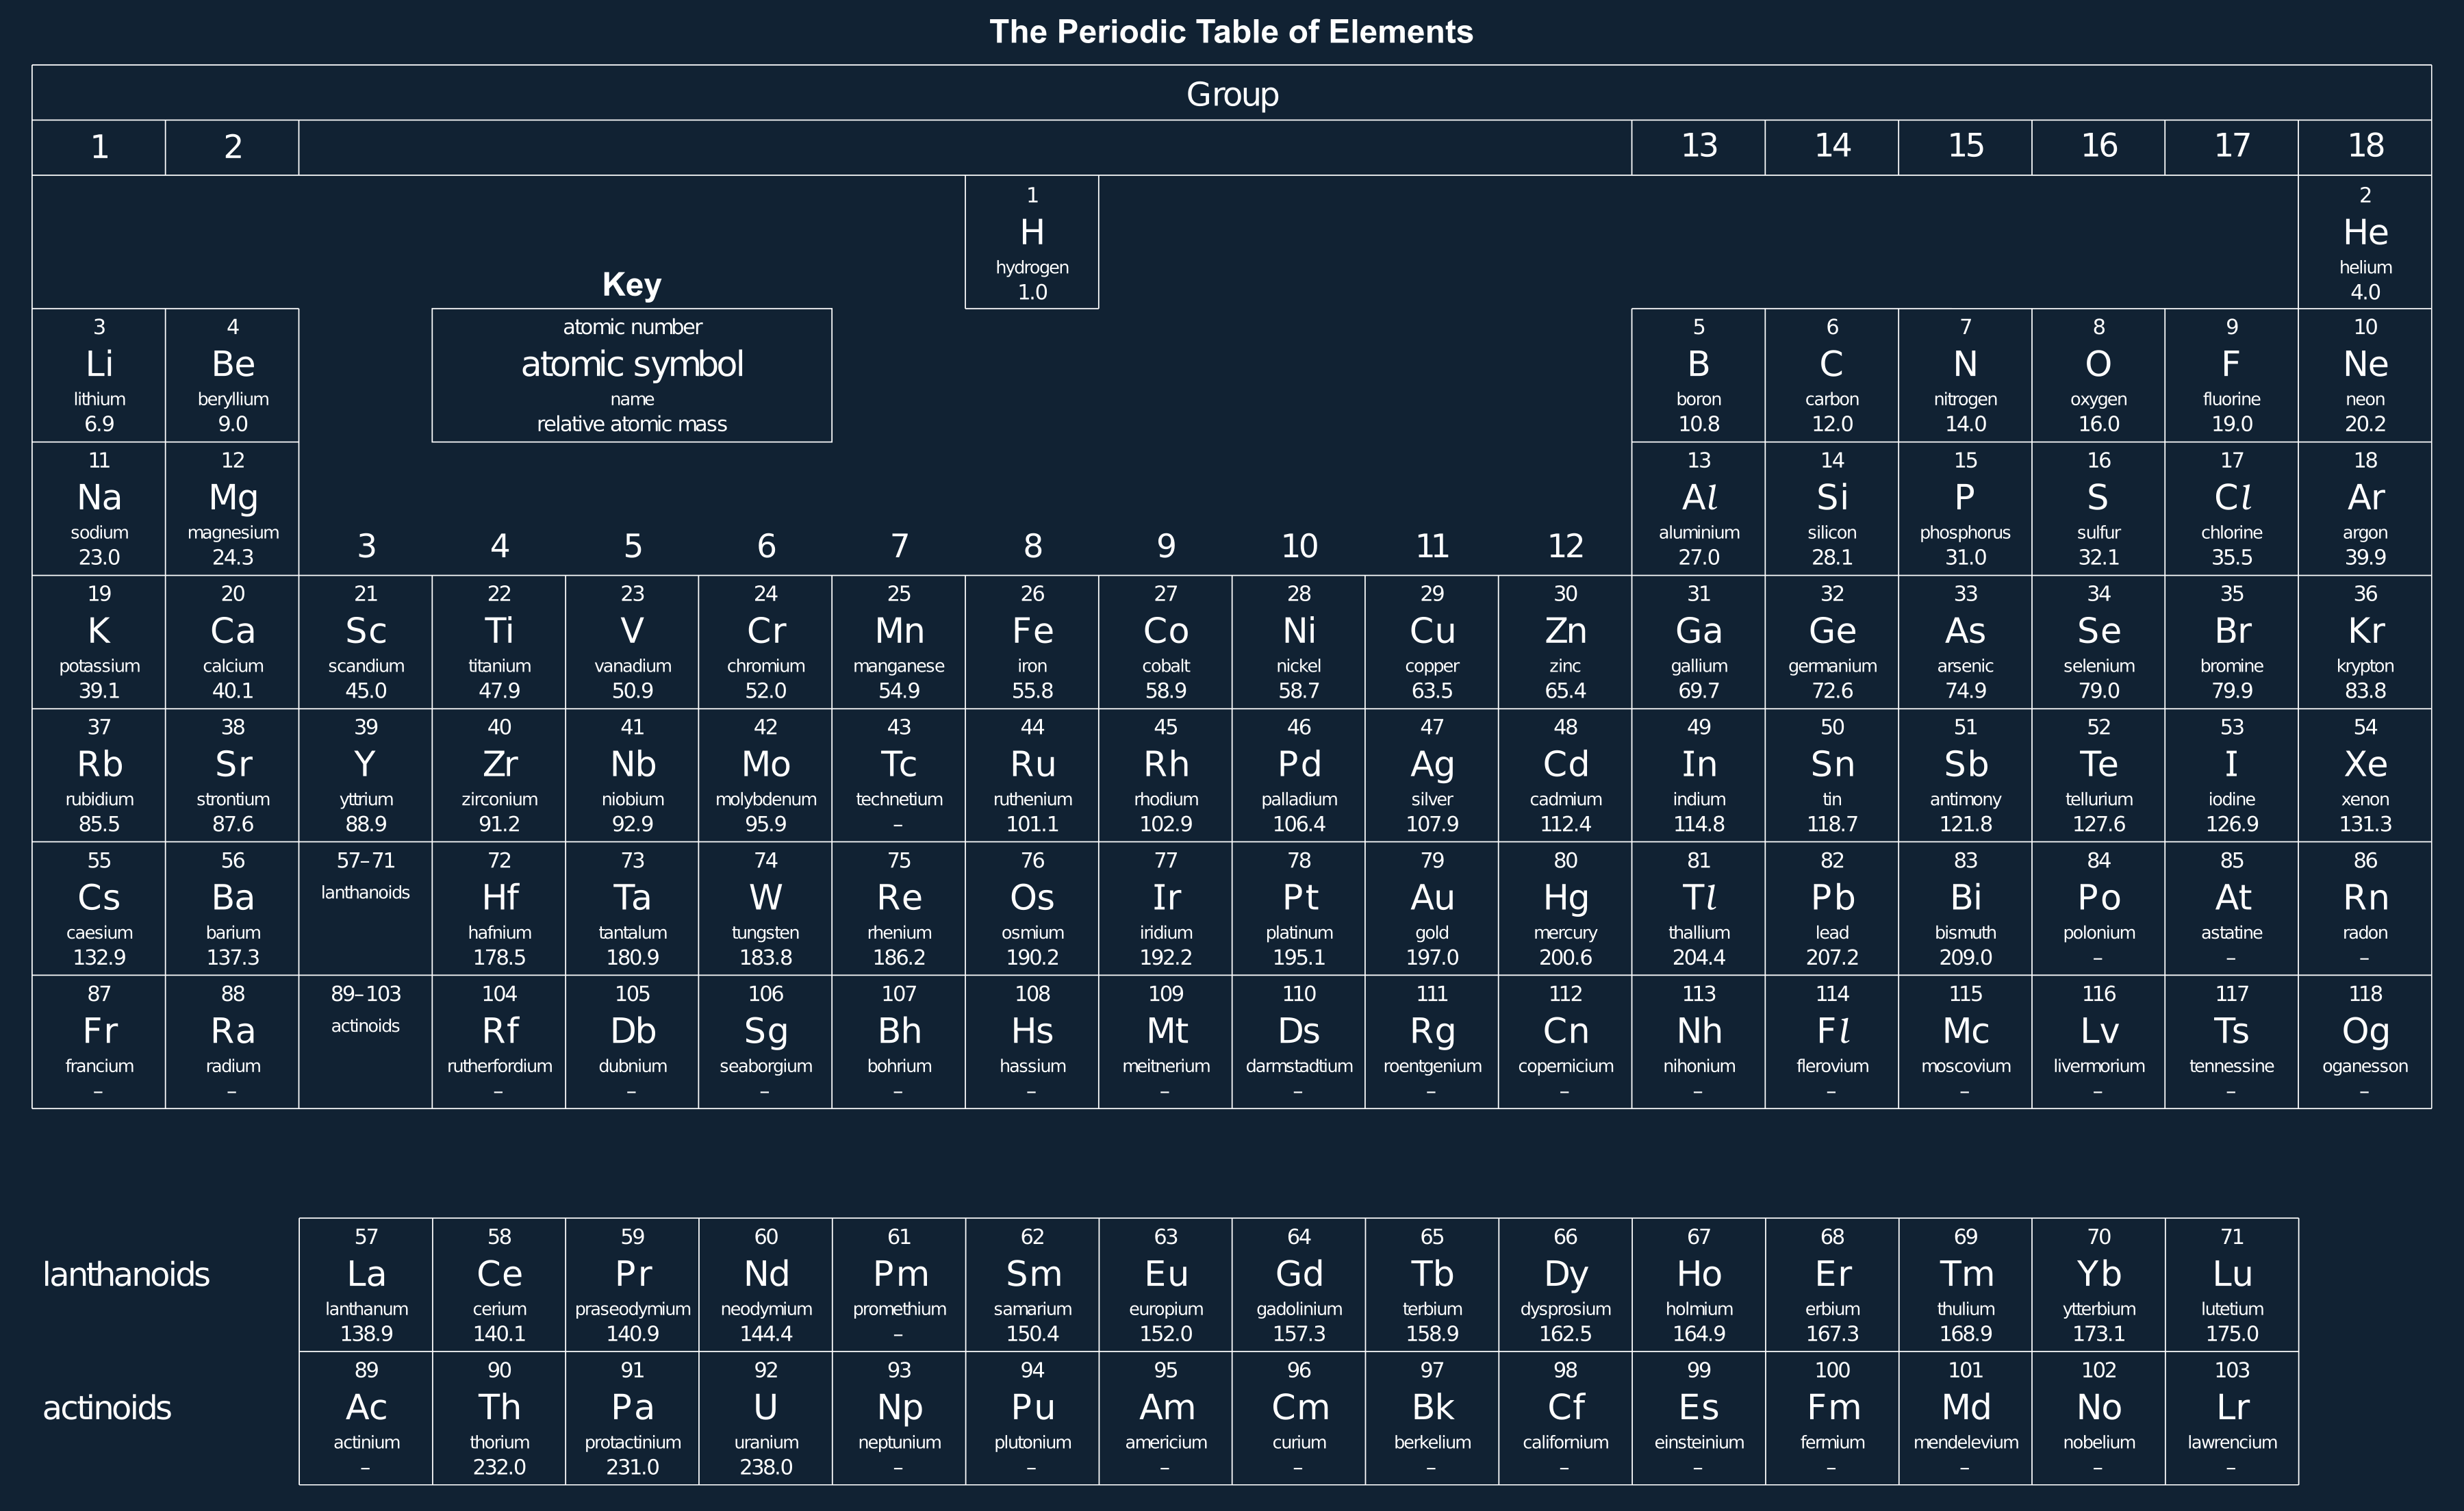 The Periodic Table of Elements
Group
1 2 13 14 15 16 17 18
1 2
H He
hydrogen helium
1.0 4.0
Key
atomic number
atomic symbol
name
relative atomic mass
3 4 5 6 7 8 9 10
Li Be B C N O F Ne
lithium beryllium boron carbon nitrogen oxygen fluorine neon
6.9 9.0 10.8 12.0 14.0 16.0 19.0 20.2
11 12 13 14 15 16 17 18
Na Mg Al Si P S Cl Ar
sodium magnesium aluminium silicon phosphorus sulfur chlorine argon
23.0 24.3 27.0 28.1 31.0 32.1 35.5 39.9
3 4 5 6 7 8 9 10 11 12
19 20 21 22 23 24 25 26 27 28 29 30 31 32 33 34 35 36
K Ca Sc Ti V Cr Mn Fe Co Ni Cu Zn Ga Ge As Se Br Kr
potassium calcium scandium titanium vanadium chromium manganese iron cobalt nickel copper zinc gallium germanium arsenic selenium bromine krypton
39.1 40.1 45.0 47.9 50.9 52.0 54.9 55.8 58.9 58.7 63.5 65.4 69.7 72.6 74.9 79.0 79.9 83.8
37 38 39 40 41 42 43 44 45 46 47 48 49 50 51 52 53 54
Rb Sr Y Zr Nb Mo Tc Ru Rh Pd Ag Cd In Sn Sb Te I Xe
rubidium strontium yttrium zirconium niobium molybdenum technetium ruthenium rhodium palladium silver cadmium indium tin antimony tellurium iodine xenon
85.5 87.6 88.9 91.2 92.9 95.9 – 101.1 102.9 106.4 107.9 112.4 114.8 118.7 121.8 127.6 126.9 131.3
55 56 57–71 72 73 74 75 76 77 78 79 80 81 82 83 84 85 86
Cs Ba lanthanoids Hf Ta W Re Os Ir Pt Au Hg Tl Pb Bi Po At Rn
caesium barium hafnium tantalum tungsten rhenium osmium iridium platinum gold mercury thallium lead bismuth polonium astatine radon
132.9 137.3 178.5 180.9 183.8 186.2 190.2 192.2 195.1 197.0 200.6 204.4 207.2 209.0 – – –
87 88 89–103 104 105 106 107 108 109 110 111 112 113 114 115 116 117 118
Fr Ra actinoids Rf Db Sg Bh Hs Mt Ds Rg Cn Nh Fl Mc Lv Ts Og
francium radium rutherfordium dubnium seaborgium bohrium hassium meitnerium darmstadtium roentgenium copernicium nihonium flerovium moscovium livermorium tennessine oganesson
– – – – – – – – – – – – – – – – –
57 58 59 60 61 62 63 64 65 66 67 68 69 70 71
lanthanoids La Ce Pr Nd Pm Sm Eu Gd Tb Dy Ho Er Tm Yb Lu
lanthanum cerium praseodymium neodymium promethium samarium europium gadolinium terbium dysprosium holmium erbium thulium ytterbium lutetium
138.9 140.1 140.9 144.4 – 150.4 152.0 157.3 158.9 162.5 164.9 167.3 168.9 173.1 175.0
89 90 91 92 93 94 95 96 97 98 99 100 101 102 103
actinoids Ac Th Pa U Np Pu Am Cm Bk Cf Es Fm Md No Lr
actinium thorium protactinium uranium neptunium plutonium americium curium berkelium californium einsteinium fermium mendelevium nobelium lawrencium
– 232.0 231.0 238.0 – – – – – – – – – – –